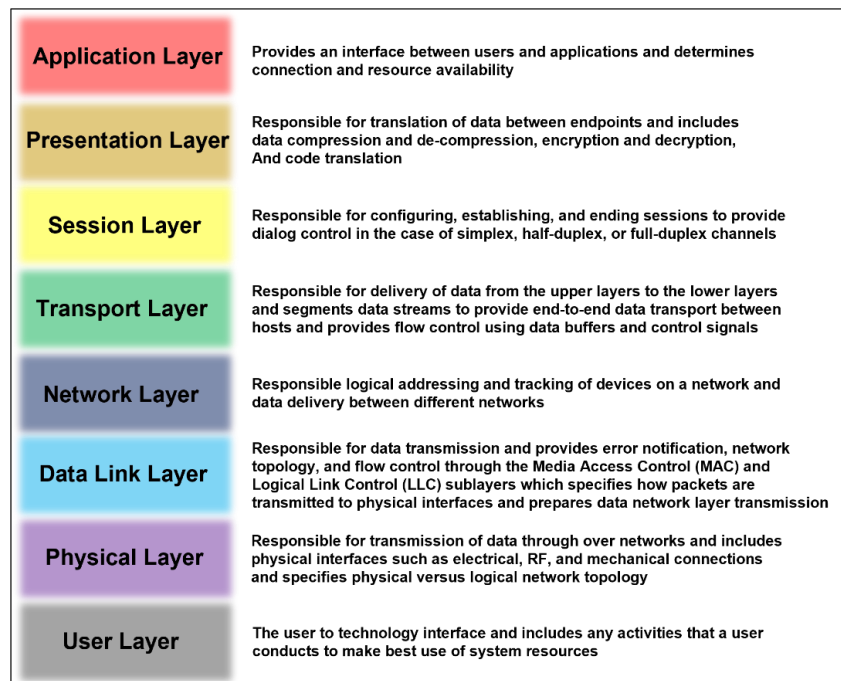 Application Layer
Provides an interface between users and applications and determines
connection and resource availability
Presentation Layer
Responsible for translation of data between endpoints and includes
data compression and de-compression, encryption and decryption,
And code translation
Session Layer
Responsible for configuring, establishing, and ending sessions to provide
dialog control in the case of simplex, half-duplex, or full-duplex channels
Transport Layer
Responsible for delivery of data from the upper layers to the lower layers
and segments data streams to provide end-to-end data transport between
hosts and provides flow control using data buffers and control signals
Network Layer
Responsible logical addressing and tracking of devices on a network and
data delivery between different networks
Data Link Layer
Responsible for data transmission and provides error notification, network
topology, and flow control through the Media Access Control (MAC) and
Logical Link Control (LLC) sublayers which specifies how packets are
transmitted to physical interfaces and prepares data network layer transmission
Physical Layer
Responsible for transmission of data through over networks and includes
physical interfaces such as electrical, RF, and mechanical connections
and specifies physical versus logical network topology
User Layer
The user to technology interface and includes any activities that a user
conducts to make best use of system resources